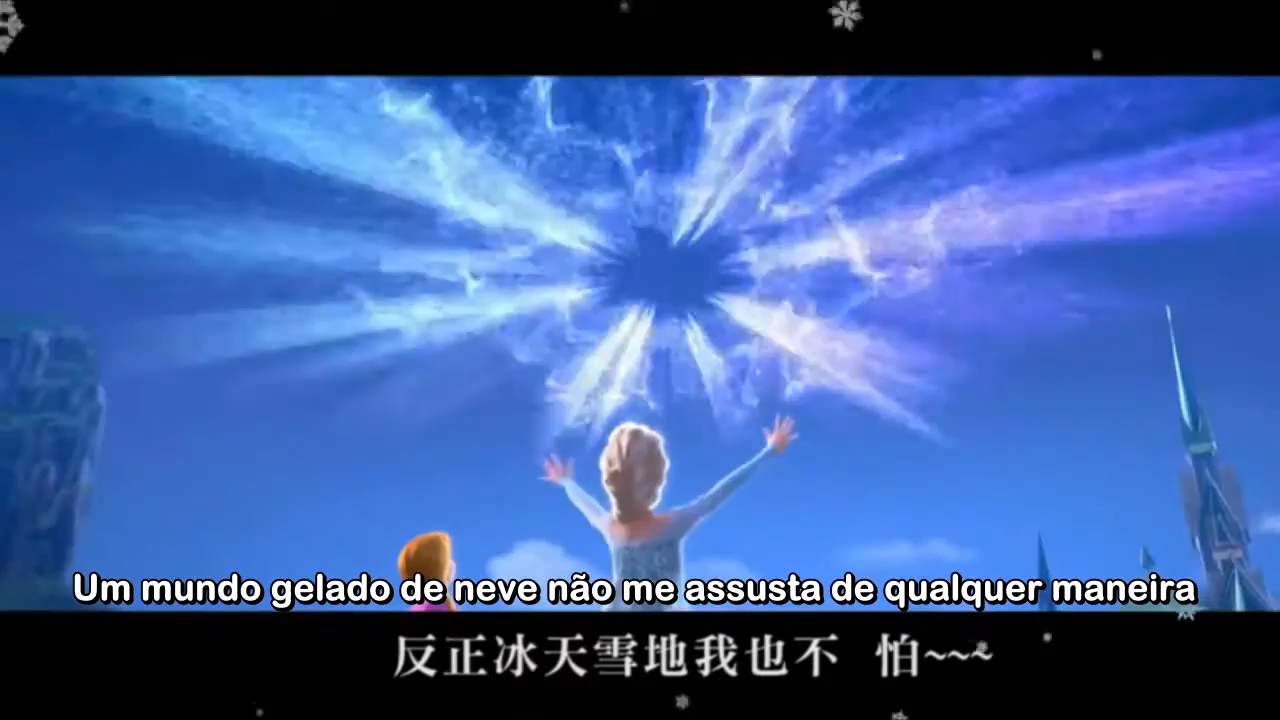 Um mundo gelado de neve não me assusta de qualquer maneira
反正冰天雪地我也不 怕~~~